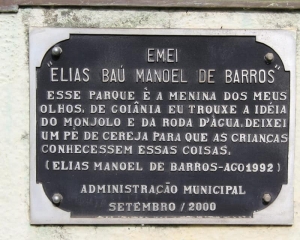 EMEI
"ELIAS BAÚ MANOEL DE BARROS"
ESSE PARQUE É A MENINA DOS MEUS
OLHOS, DE GOIÂNIA EU TROUXE A IDÉIA
DO MONJOLO E DA RODA D'ÁGUA, DEIXEI
UM PÉ DE CEREJA PARA QUE AS CRIANÇAS
CONHECESSEM ESSAS COISAS.
(ELIAS MANOEL DE BARROS-AGO1992)
ADMINISTRAÇÃO MUNICIPAL
SETEMBRO/2000